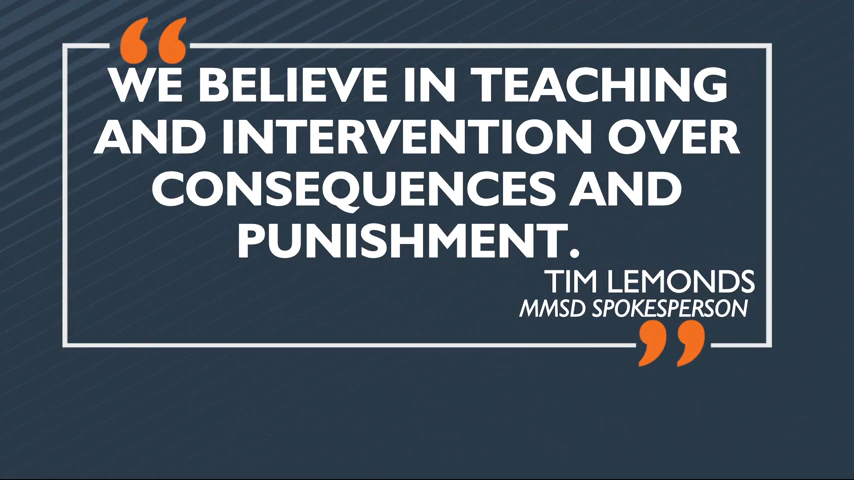 “
WE BELIEVE IN TEACHING
AND INTERVENTION OVER
CONSEQUENCES AND
PUNISHMENT.
TIM LEMONDS
MMSD SPOKESPERSON
”